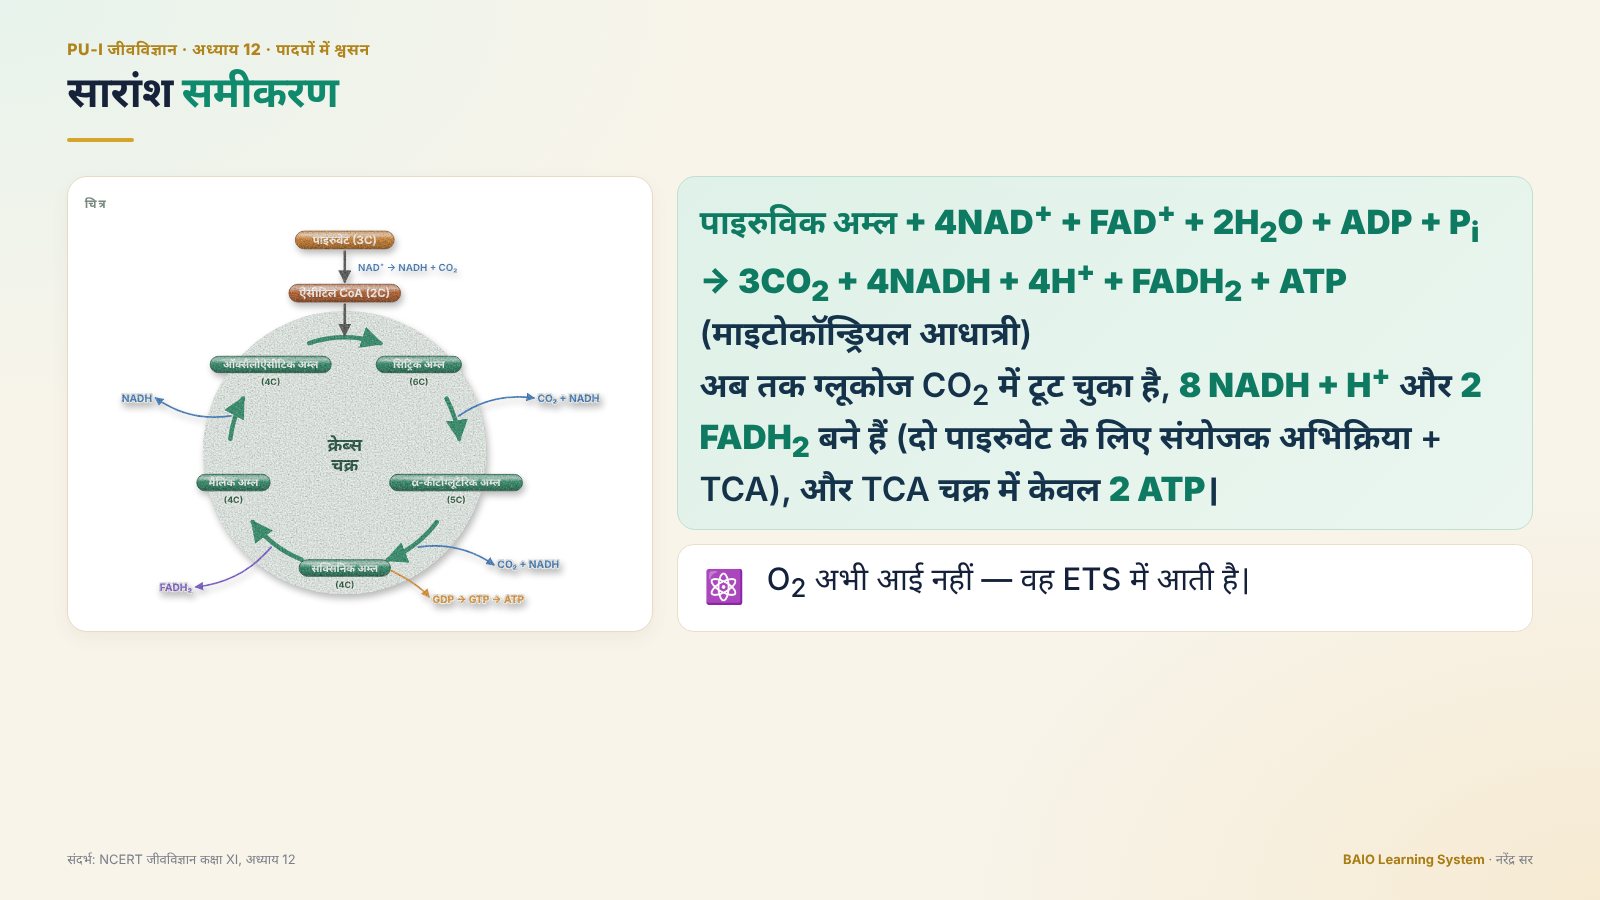 PU-I जीवविज्ञान · अध्याय 12 · पादपों में श्वसन
सारांश समीकरण
चित्र
पाइरुवेट (3C)
NAD⁺ → NADH + CO₂
ऐसीटिल CoA (2C)
ऑक्सैलोऐसीटिक अम्ल
(4C)
सिट्रिक अम्ल
(6C)
NADH
CO₂ + NADH
क्रेब्स
चक्र
मैलिक अम्ल
(4C)
α-कीटोग्लूटैरिक अम्ल
(5C)
सक्सिनिक अम्ल
(4C)
CO₂ + NADH
FADH₂
GDP → GTP → ATP
पाइरुविक अम्ल + 4NAD⁺ + FAD⁺ + 2H₂O + ADP + Pᵢ
→ 3CO₂ + 4NADH + 4H⁺ + FADH₂ + ATP
(माइटोकॉन्ड्रियल आधात्री)
अब तक ग्लूकोज CO₂ में टूट चुका है, 8 NADH + H⁺ और 2
FADH₂ बने हैं (दो पाइरुवेट के लिए संयोजक अभिक्रिया +
TCA), और TCA चक्र में केवल 2 ATP|
O₂ अभी आई नहीं — वह ETS में आती है|
संदर्भ: NCERT जीवविज्ञान कक्षा XI, अध्याय 12
BAIO Learning System · नरेंद्र सर